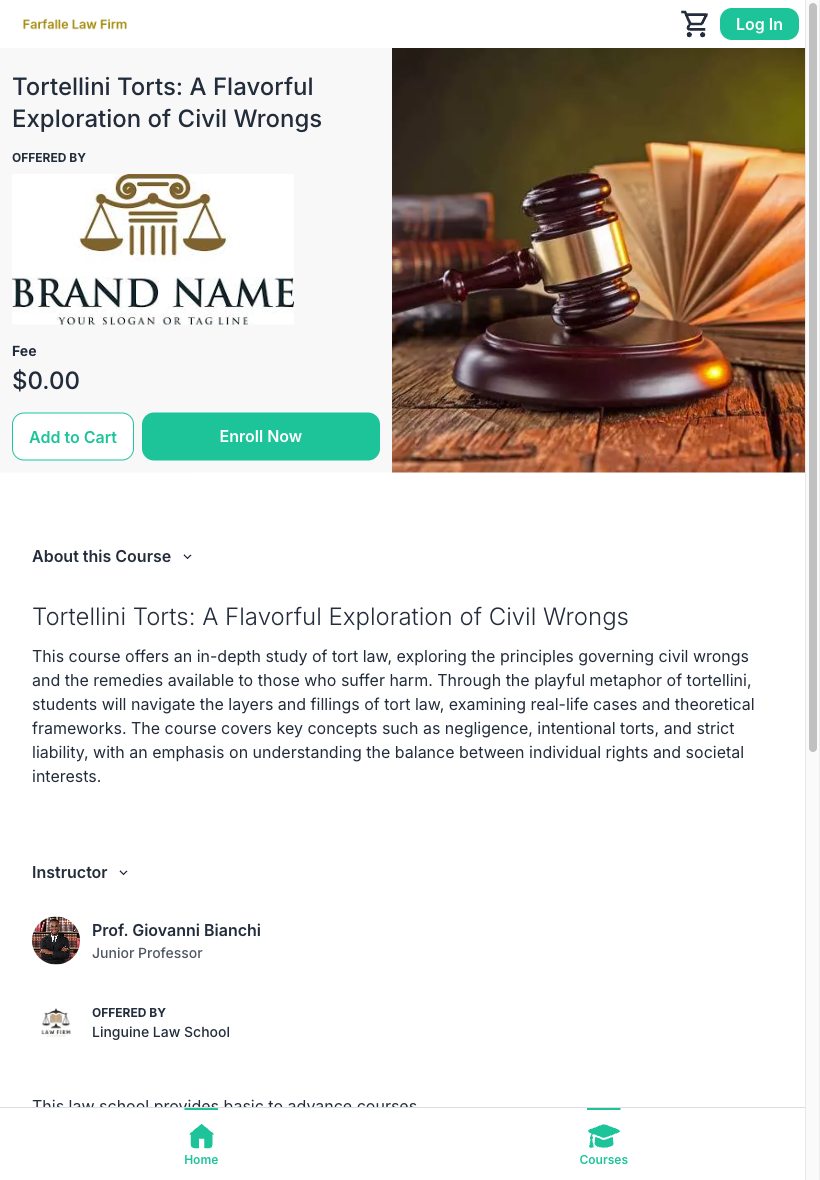 Farfalle Law Firm
Log In
Tortellini Torts: A Flavorful
Exploration of Civil Wrongs
OFFERED BY
BRAND NAME
YOUR SLOGAN OR TAG LINE
Fee
$0.00
Add to Cart
Enroll Now
About this Course
Tortellini Torts: A Flavorful Exploration of Civil Wrongs
This course offers an in-depth study of tort law, exploring the principles governing civil wrongs
and the remedies available to those who suffer harm. Through the playful metaphor of tortellini,
students will navigate the layers and fillings of tort law, examining real-life cases and theoretical
frameworks. The course covers key concepts such as negligence, intentional torts, and strict
liability, with an emphasis on understanding the balance between individual rights and societal
interests.
Instructor
Prof. Giovanni Bianchi
Junior Professor
LAW FIRM
OFFERED BY
Linguine Law School
This law school provides basic to advance courses
Home
Courses